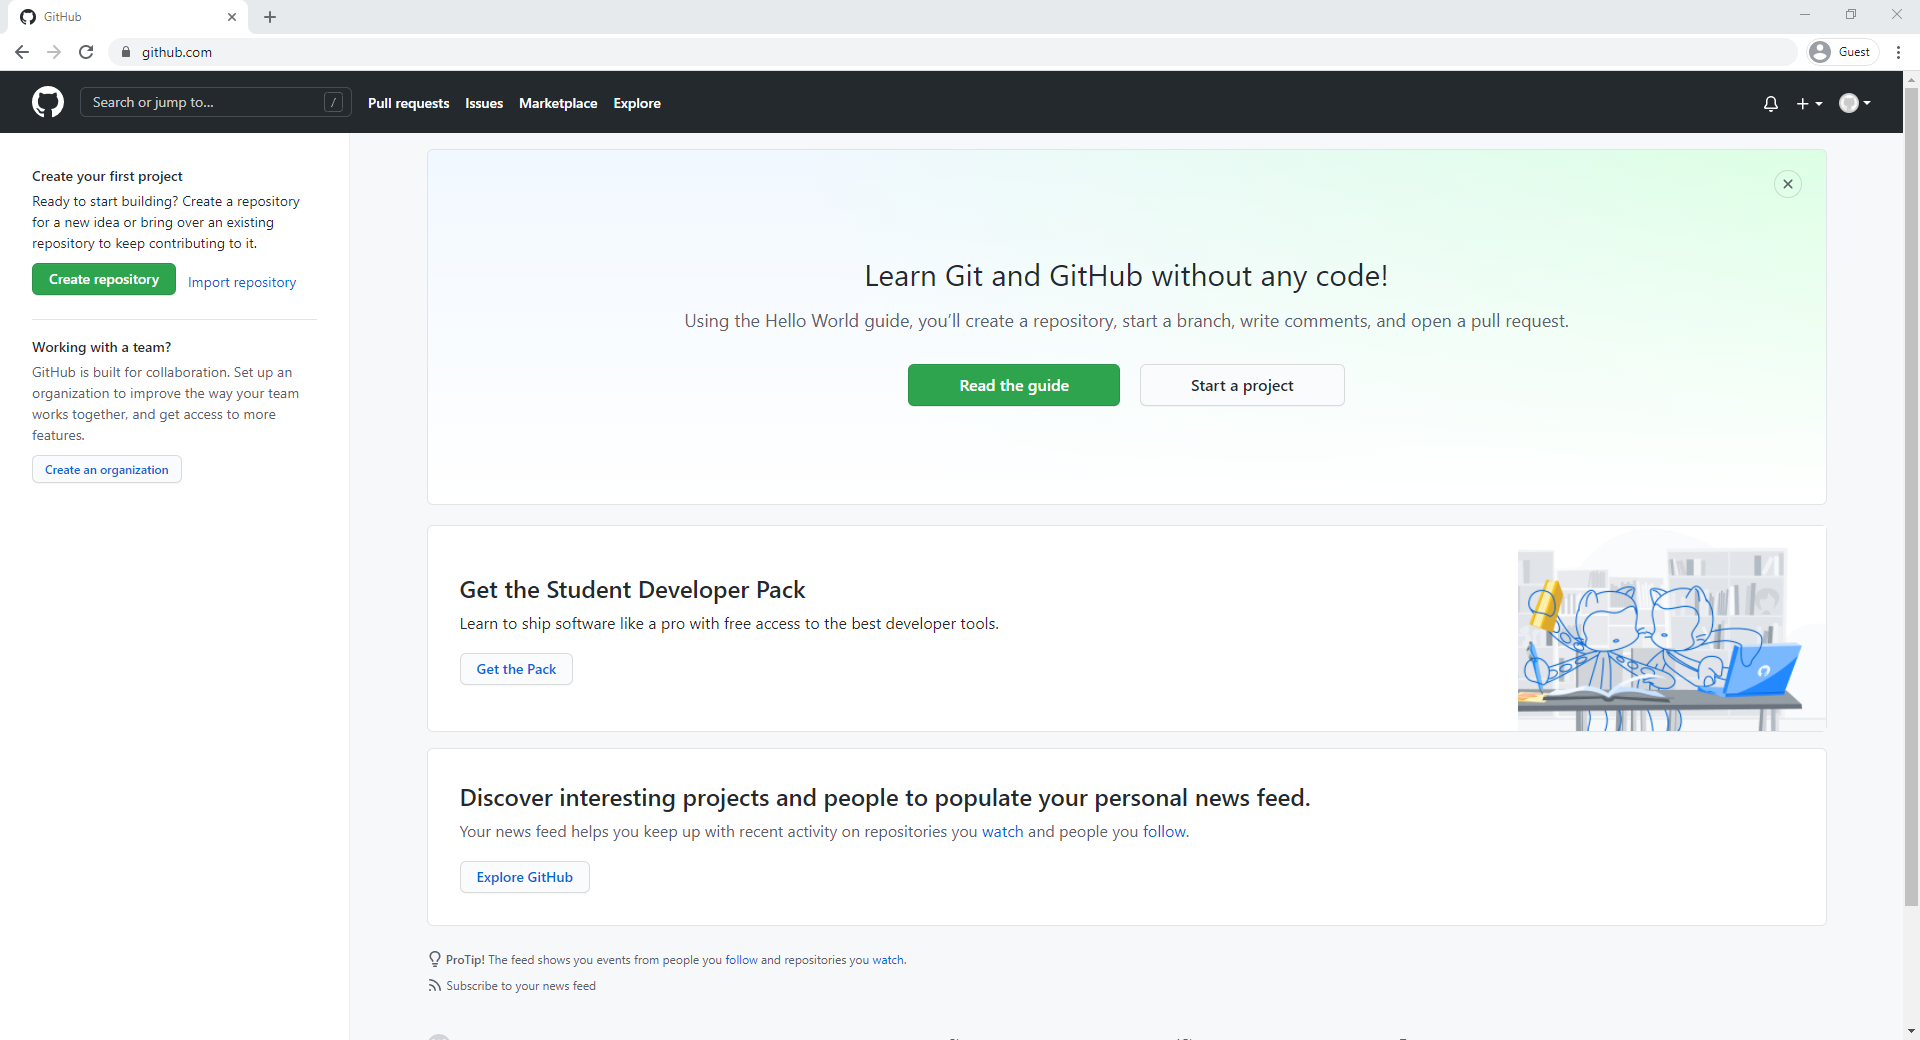 GitHub
github.com
Guest
Search or jump to...
/
Pull requests
Issues
Marketplace
Explore
Create your first project
Ready to start building? Create a repository
for a new idea or bring over an existing
repository to keep contributing to it.
Create repository
Import repository
Working with a team?
GitHub is built for collaboration. Set up an
organization to improve the way your team
works together, and get access to more
features.
Create an organization
Learn Git and GitHub without any code!
Using the Hello World guide, you’ll create a repository, start a branch, write comments, and open a pull request.
Read the guide
Start a project
Get the Student Developer Pack
Learn to ship software like a pro with free access to the best developer tools.
Get the Pack
Discover interesting projects and people to populate your personal news feed.
Your news feed helps you keep up with recent activity on repositories you watch and people you follow.
Explore GitHub
ProTip! The feed shows you events from people you follow and repositories you watch.
Subscribe to your news feed